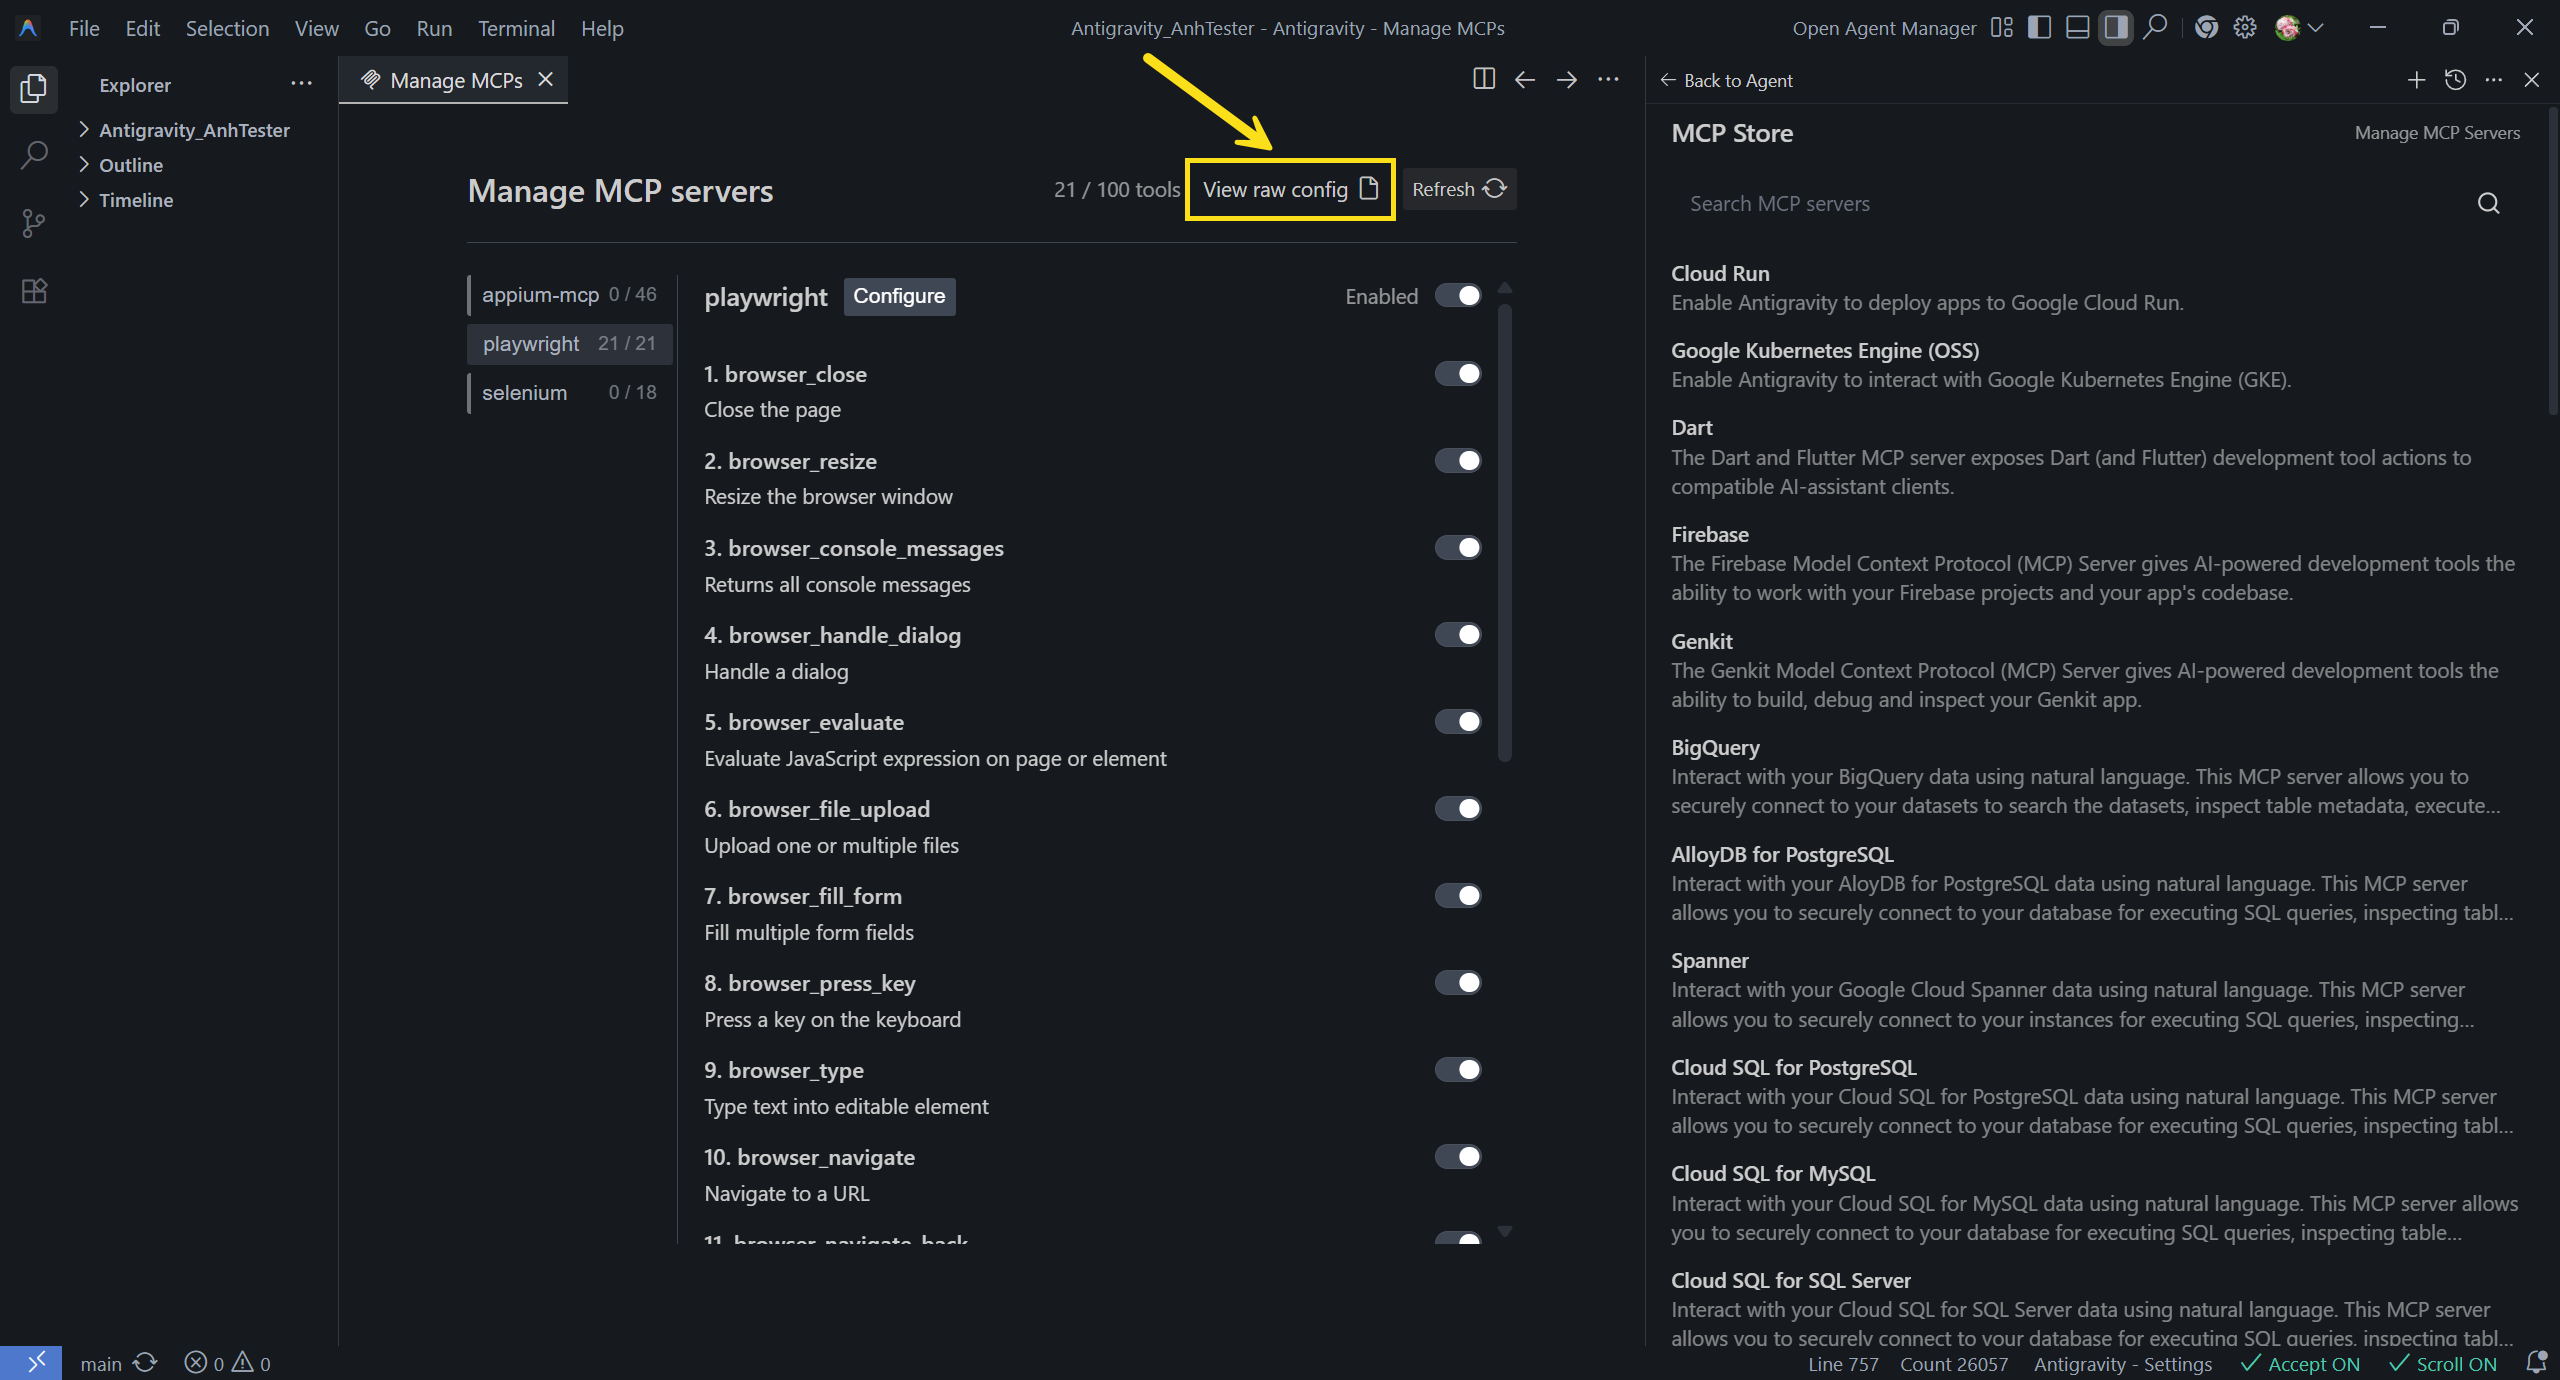 File Edit Selection View Go Run Terminal Help
Antigravity_AnhTester - Antigravity - Manage MCPs
Open Agent Manager
Explorer
Antigravity_AnhTester
Outline
Timeline
Manage MCPs
Manage MCP servers
21 / 100 tools
View raw config
Refresh
appium-mcp 0 / 46
playwright 21 / 21
selenium 0 / 18
playwright
Configure
Enabled
1. browser_close
Close the page
2. browser_resize
Resize the browser window
3. browser_console_messages
Returns all console messages
4. browser_handle_dialog
Handle a dialog
5. browser_evaluate
Evaluate JavaScript expression on page or element
6. browser_file_upload
Upload one or multiple files
7. browser_fill_form
Fill multiple form fields
8. browser_press_key
Press a key on the keyboard
9. browser_type
Type text into editable element
10. browser_navigate
Navigate to a URL
11. browser_navigate_back
Back to Agent
MCP Store
Manage MCP Servers
Search MCP servers
Cloud Run
Enable Antigravity to deploy apps to Google Cloud Run.
Google Kubernetes Engine (OSS)
Enable Antigravity to interact with Google Kubernetes Engine (GKE).
Dart
The Dart and Flutter MCP server exposes Dart (and Flutter) development tool actions to
compatible AI-assistant clients.
Firebase
The Firebase Model Context Protocol (MCP) Server gives AI-powered development tools the
ability to work with your Firebase projects and your app's codebase.
Genkit
The Genkit Model Context Protocol (MCP) Server gives AI-powered development tools the
ability to build, debug and inspect your Genkit app.
BigQuery
Interact with your BigQuery data using natural language. This MCP server allows you to
securely connect to your datasets to search the datasets, inspect table metadata, execute...
AlloyDB for PostgreSQL
Interact with your AloyDB for PostgreSQL data using natural language. This MCP server
allows you to securely connect to your database for executing SQL queries, inspecting tabl...
Spanner
Interact with your Google Cloud Spanner data using natural language. This MCP server
allows you to securely connect to your instances for executing SQL queries, inspecting...
Cloud SQL for PostgreSQL
Interact with your Cloud SQL for PostgreSQL data using natural language. This MCP server
allows you to securely connect to your database for executing SQL queries, inspecting tabl...
Cloud SQL for MySQL
Interact with your Cloud SQL for MySQL data using natural language. This MCP server allows
you to securely connect to your database for executing SQL queries, inspecting table...
Cloud SQL for SQL Server
Interact with your Cloud SQL for SQL Server data using natural language. This MCP server
allows you to securely connect to your database for executing SQL queries, inspecting tabl...
main 0 0
Line 757 Count 26057 Antigravity - Settings Accept ON Scroll ON